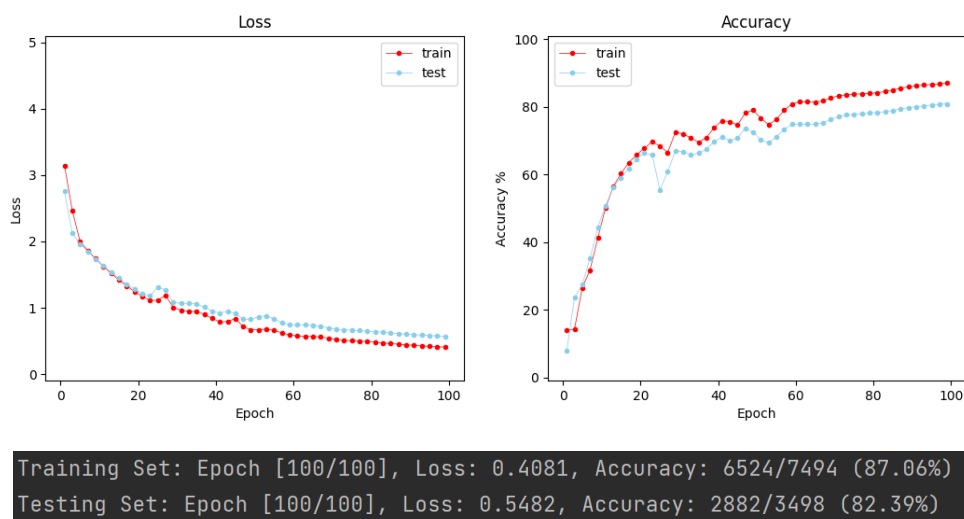 Loss
5
4
3
2
1
0
Loss
0
20
40
60
80
100
Epoch
train
test
Accuracy
100
80
60
40
20
0
Accuracy %
0
20
40
60
80
100
Epoch
train
test
Training Set: Epoch [100/100], Loss: 0.4081, Accuracy: 6524/7494 (87.06%)
Testing Set: Epoch [100/100], Loss: 0.5482, Accuracy: 2882/3498 (82.39%)